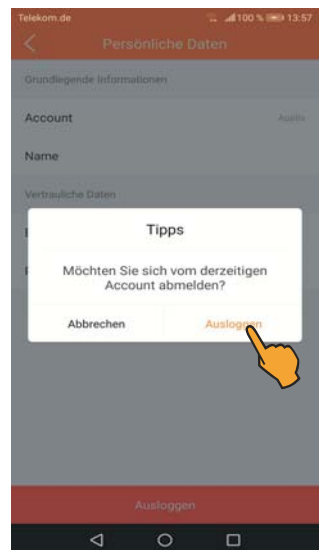 Telekom.de 100 % 13:57
Persönliche Daten
Grundlegende Informationen
Account
Name
Vertrauliche Daten
Tipps
Möchten Sie sich vom derzeitigen
Account abmelden?
Abbrechen Ausloggen
Ausloggen